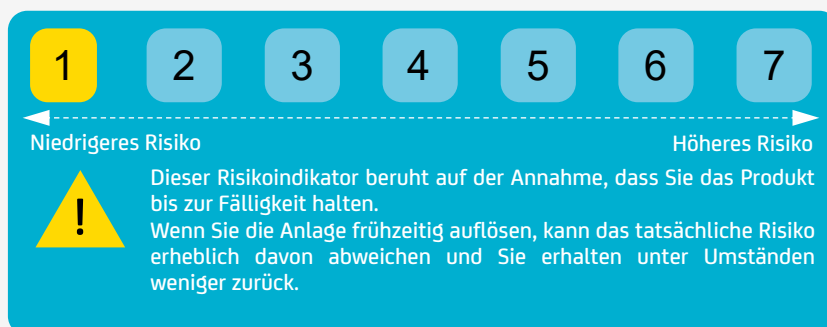 1 2 3 4 5 6 7
Niedrigeres Risiko Höheres Risiko
Dieser Risikoindikator beruht auf der Annahme, dass Sie das Produkt
bis zur Fälligkeit halten.
!
Wenn Sie die Anlage frühzeitig auflösen, kann das tatsächliche Risiko
erheblich davon abweichen und Sie erhalten unter Umständen
weniger zurück.